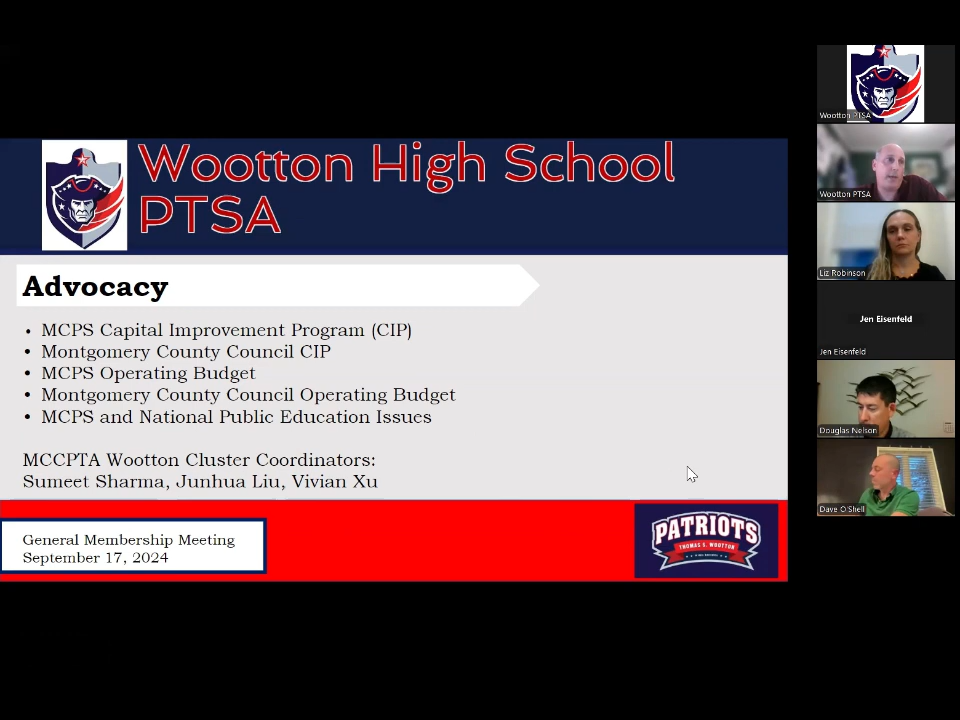 Wootton High School
PTSA
Advocacy
• MCPS Capital Improvement Program (CIP)
• Montgomery County Council CIP
• MCPS Operating Budget
• Montgomery County Council Operating Budget
• MCPS and National Public Education Issues
MCCPTA Wootton Cluster Coordinators:
Sumeet Sharma, Junhua Liu, Vivian Xu
General Membership Meeting
September 17, 2024
PATRIOTS
THOMAS S. WOOTTON
Wootton PTSA
Wootton PTSA
Liz Robinson
Jen Eisenfeld
Jen Eisenfeld
Douglas Nelson
Dave O'Shell